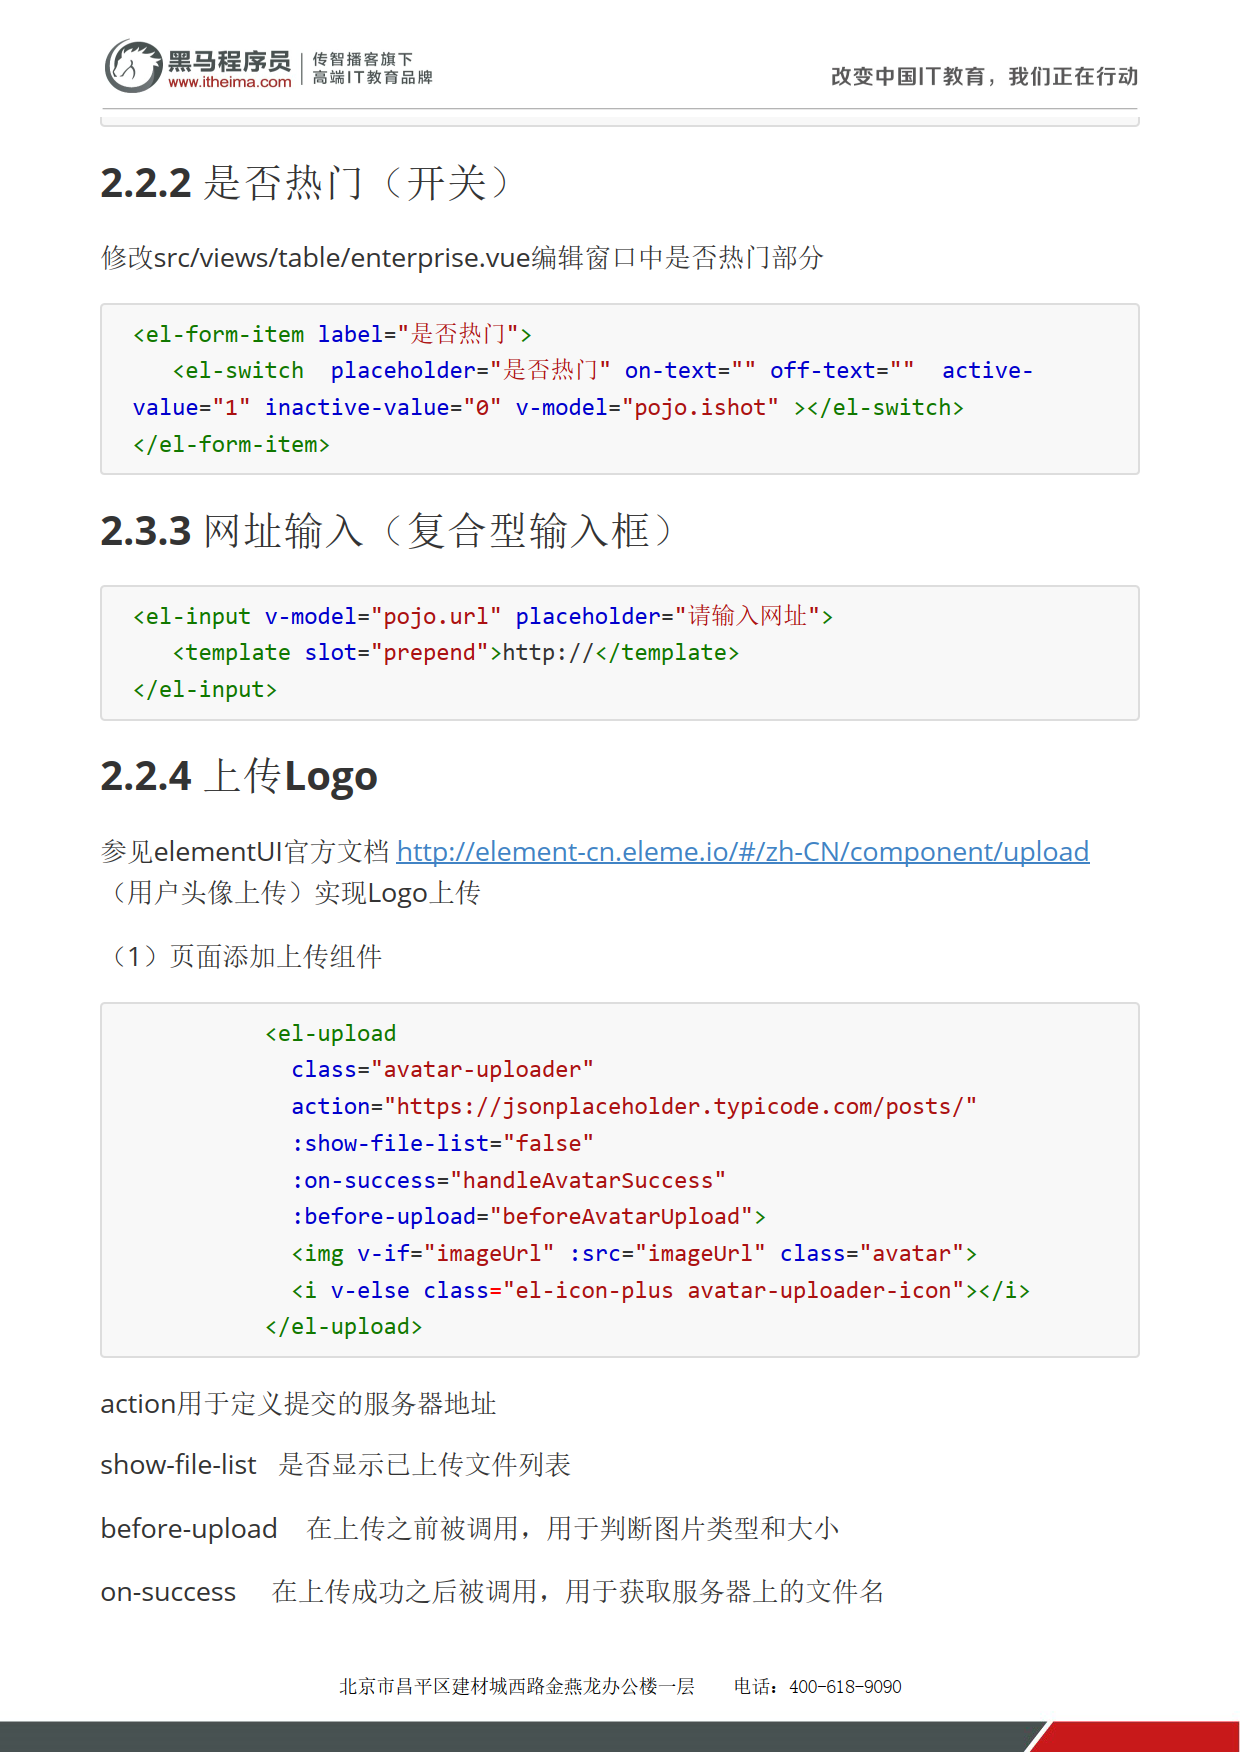 黑马程序员
www.itheima.com
传智播客旗下
高端IT教育品牌
改变中国IT教育，我们正在行动
2.2.2 是否热门（开关）
修改src/views/table/enterprise.vue编辑窗口中是否热门部分
<el-form-item label="是否热门">
<el-switch  placeholder="是否热门" on-text="" off-text=""  active-
value="1" inactive-value="0" v-model="pojo.ishot" ></el-switch>
</el-form-item>
2.3.3 网址输入（复合型输入框）
<el-input v-model="pojo.url" placeholder="请输入网址">
<template slot="prepend">http://</template>
</el-input>
2.2.4 上传Logo
参见elementUI官方文档 http://element-cn.eleme.io/#/zh-CN/component/upload
（用户头像上传）实现Logo上传
（1）页面添加上传组件
<el-upload
class="avatar-uploader"
action="https://jsonplaceholder.typicode.com/posts/"
:show-file-list="false"
:on-success="handleAvatarSuccess"
:before-upload="beforeAvatarUpload">
<img v-if="imageUrl" :src="imageUrl" class="avatar">
<i v-else class="el-icon-plus avatar-uploader-icon"></i>
</el-upload>
action用于定义提交的服务器地址
show-file-list 是否显示已上传文件列表
before-upload 在上传之前被调用，用于判断图片类型和大小
on-success 在上传成功之后被调用，用于获取服务器上的文件名
北京市昌平区建材城西路金燕龙办公楼一层 电话：400-618-9090